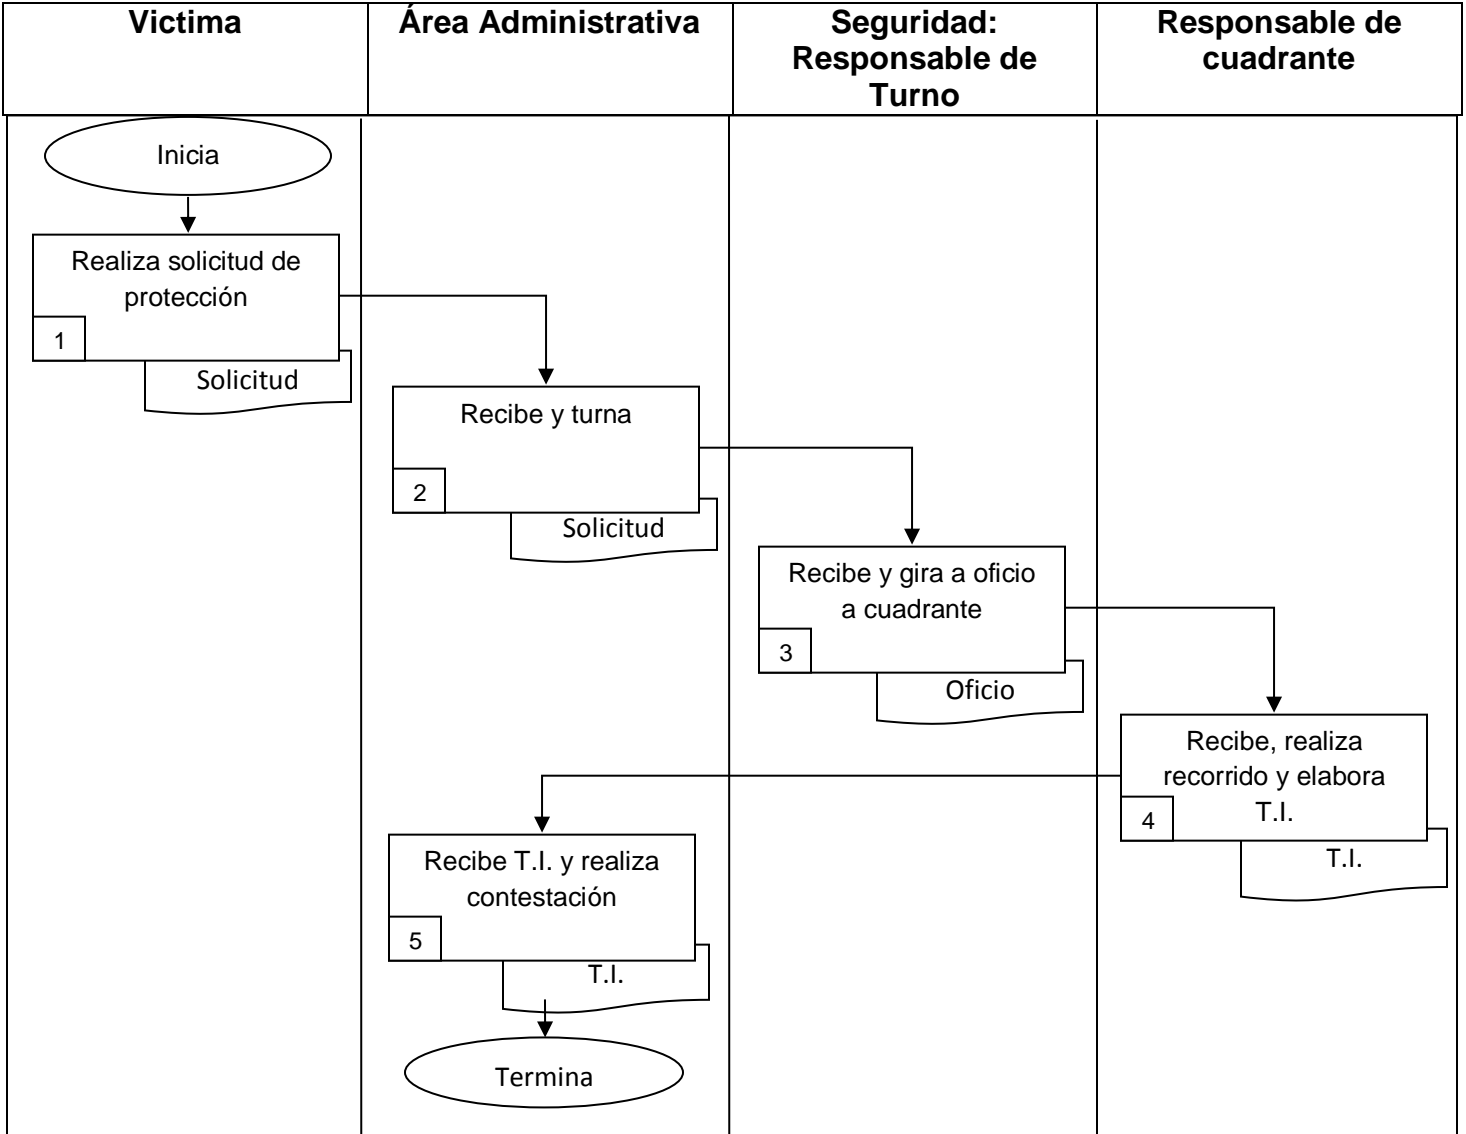 Victima
Área Administrativa
Seguridad:
Responsable de
Turno
Responsable de
cuadrante
Inicia
Realiza solicitud de
protección
1
Solicitud
Recibe y turna
2
Solicitud
Recibe y gira a oficio
a cuadrante
3
Oficio
Recibe, realiza
recorrido y elabora
T.I.
4
T.I.
Recibe T.I. y realiza
contestación
5
T.I.
Termina